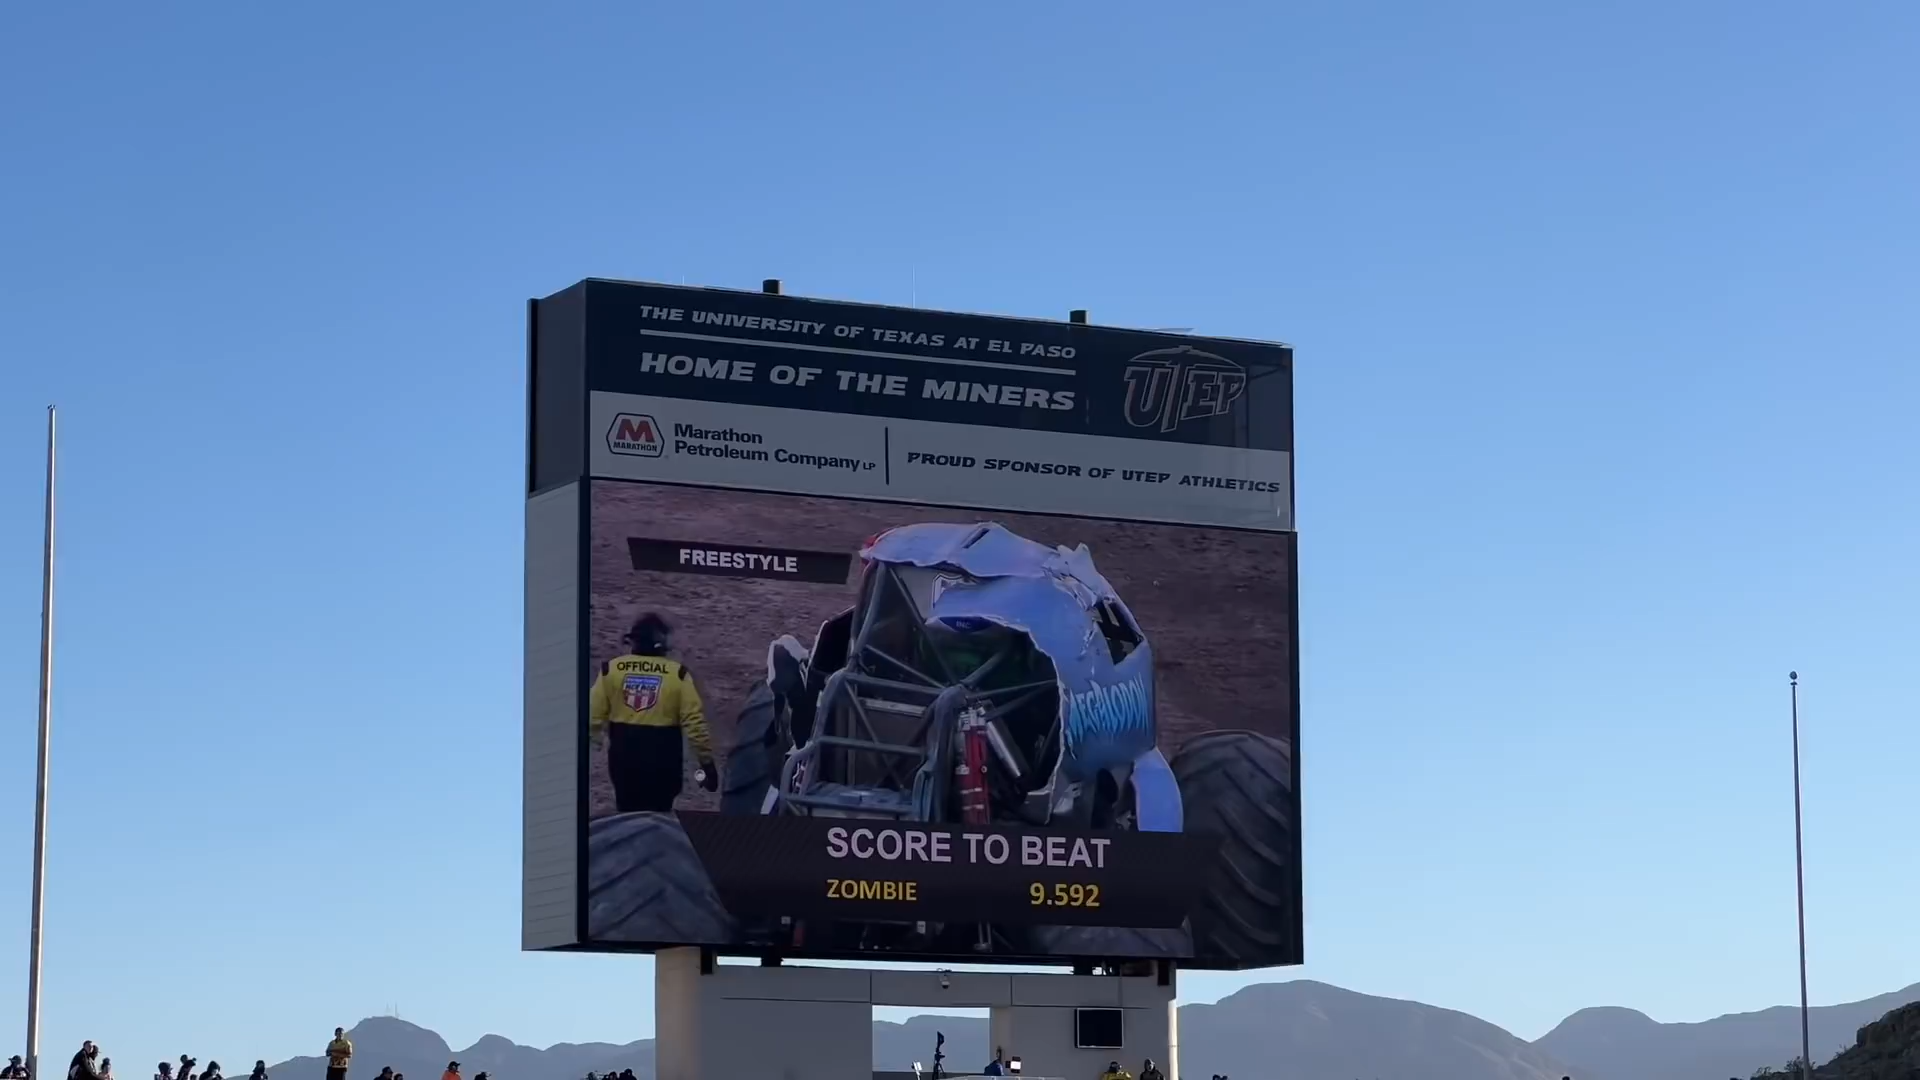 THE UNIVERSITY OF TEXAS AT EL PASO
HOME OF THE MINERS
UTEP
MARATHON
Marathon
Petroleum Company LP
PROUD SPONSOR OF UTEP ATHLETICS
FREESTYLE
OFFICIAL
MEGALODON
SCORE TO BEAT
ZOMBIE 9.592